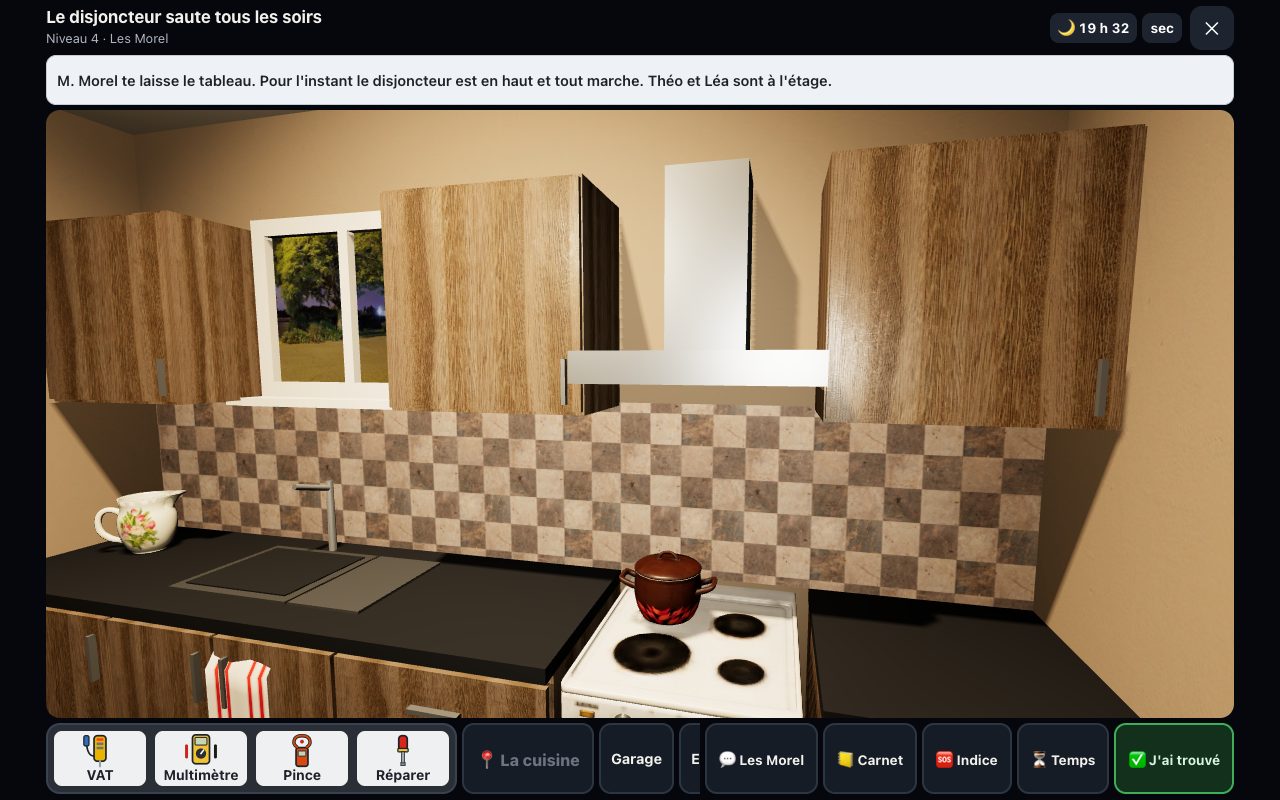 Le disjoncteur saute tous les soirs
Niveau 4 · Les Morel
19 h 32
sec
M. Morel te laisse le tableau. Pour l'instant le disjoncteur est en haut et tout marche. Théo et Léa sont à l'étage.
VAT
Multimètre
Pince
Réparer
La cuisine
Garage
E
Les Morel
Carnet
SOS Indice
Temps
J'ai trouvé